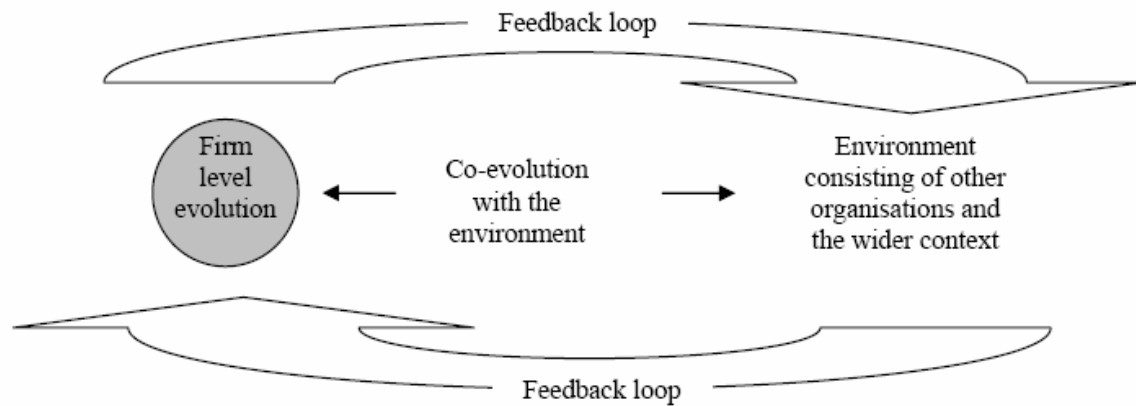 Feedback loop
Firm
level
evolution
Co-evolution
with the
environment
Environment
consisting of other
organisations and
the wider context
Feedback loop